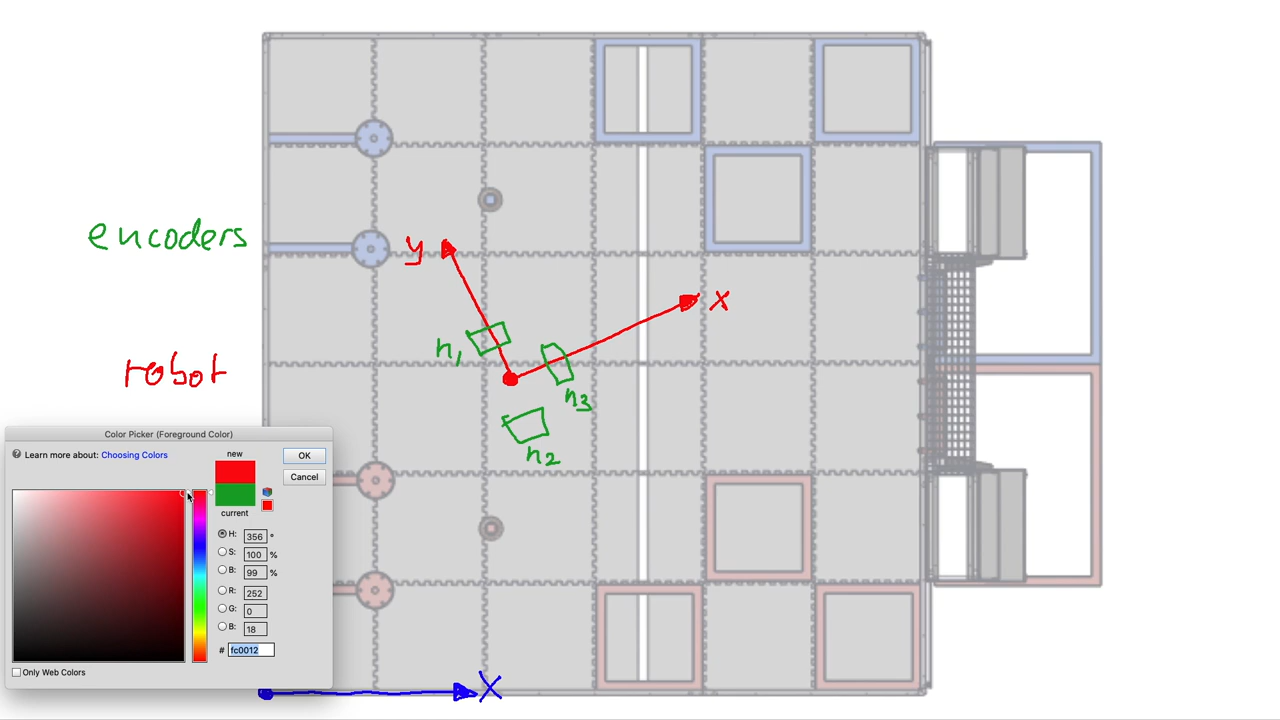 encoders
y
x
n1
robot
n3
n2
Color Picker (Foreground Color)
Learn more about: Choosing Colors
new
OK
Cancel
current
H: 356 °
S: 100 %
B: 99 %
R: 252
G: 0
B: 18
# fc0012
Only Web Colors
X